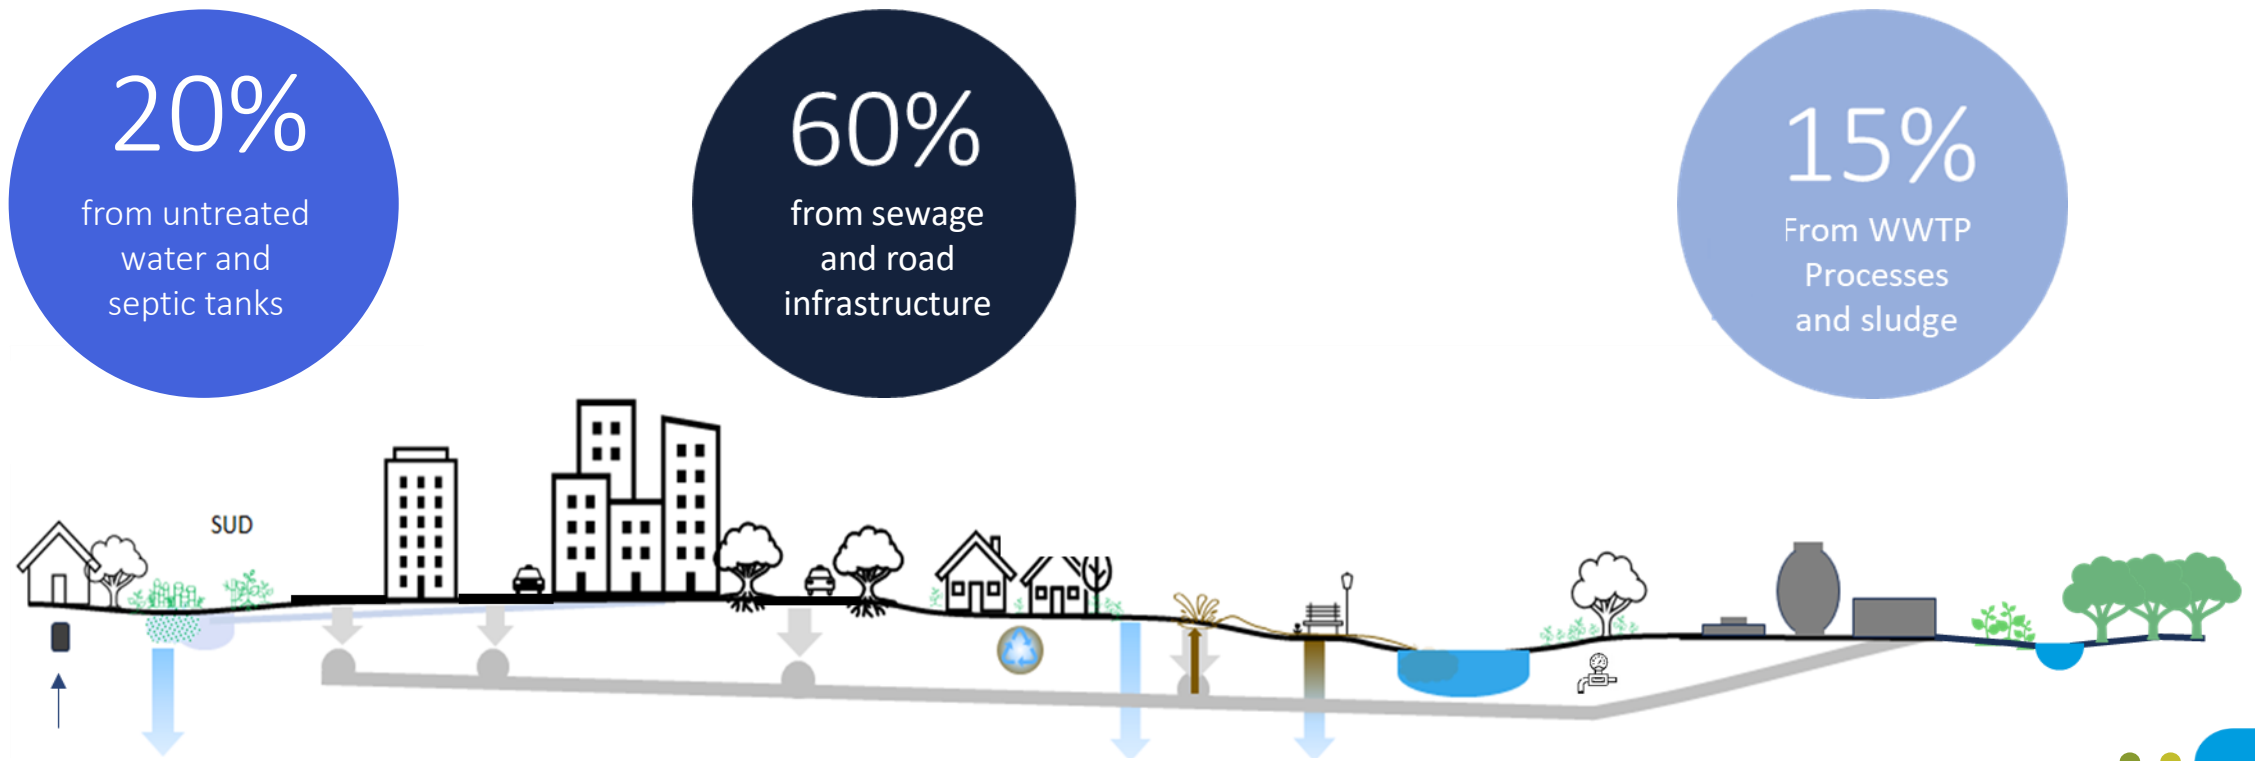 20%
from untreated
water and
septic tanks
60%
from sewage
and road
infrastructure
15%
From WWTP
Processes
and sludge
SUD